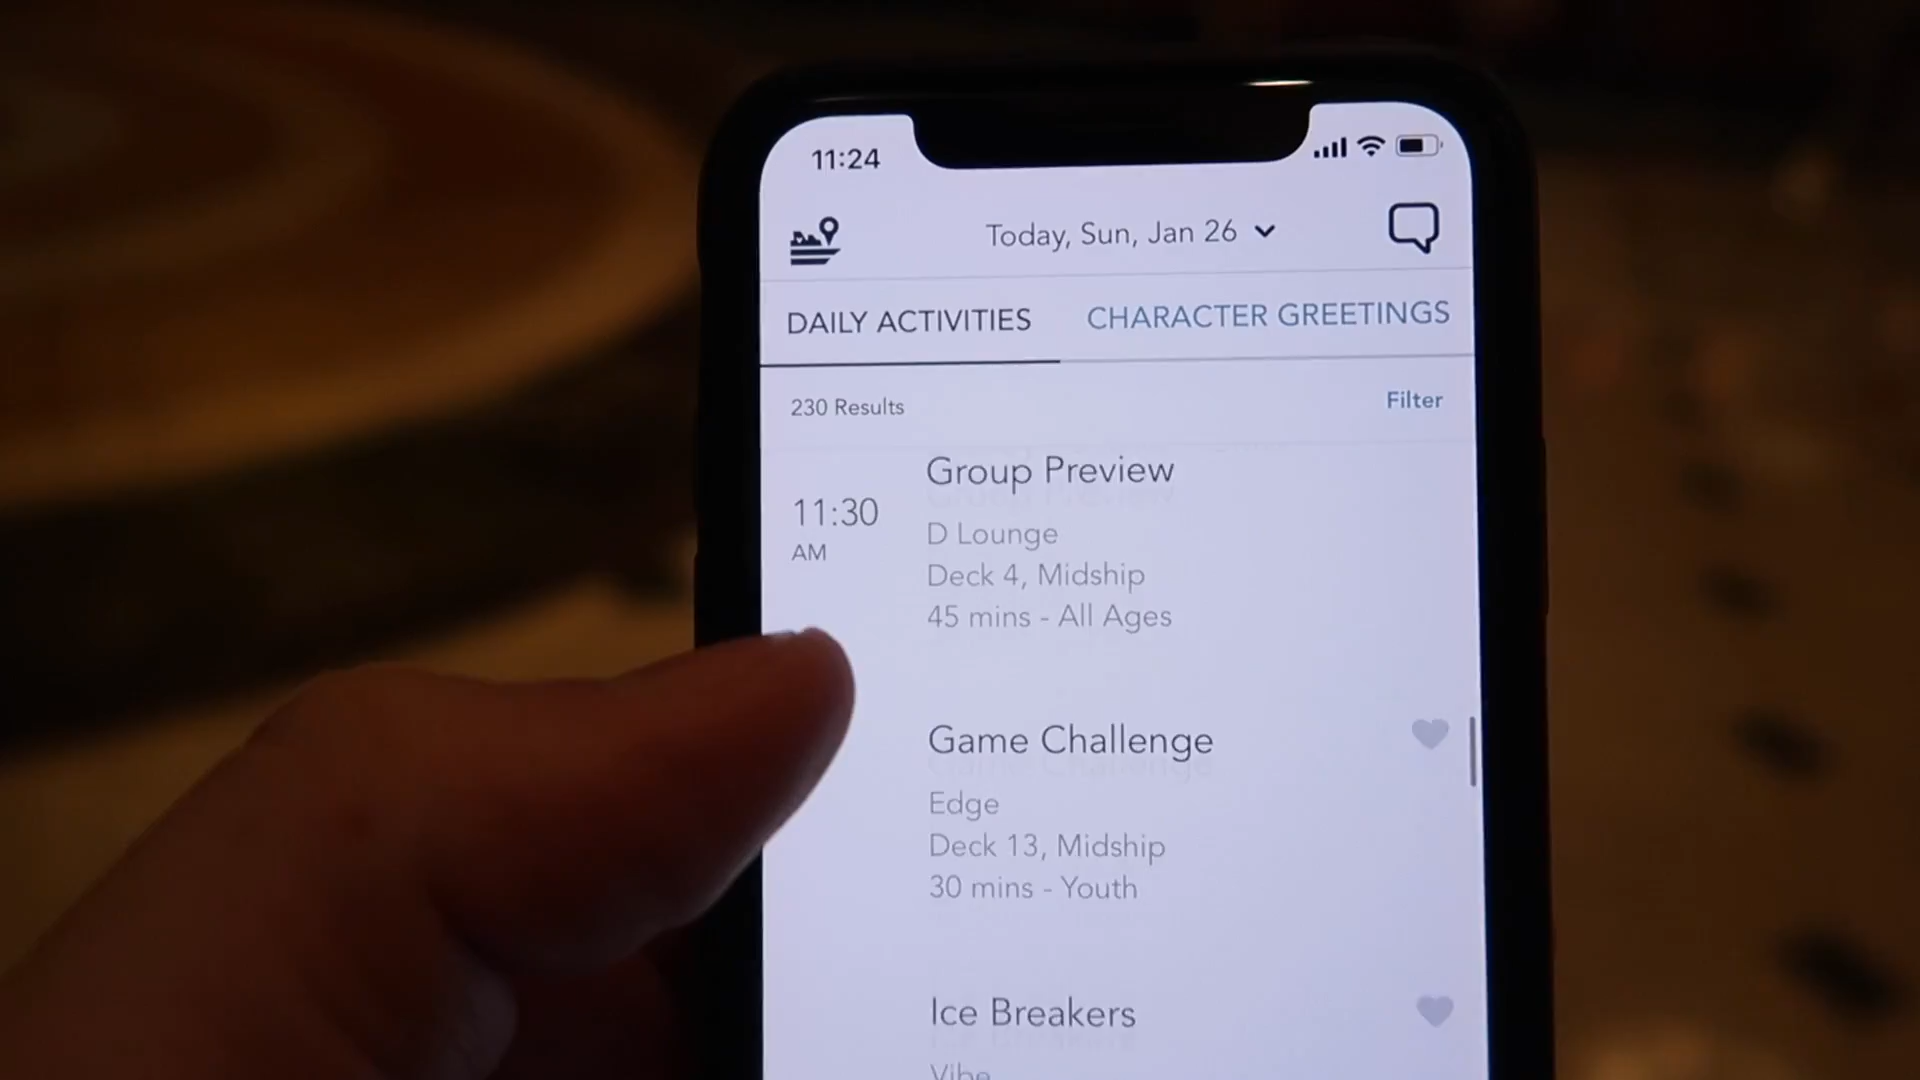 11:24
Today, Sun, Jan 26
DAILY ACTIVITIES
CHARACTER GREETINGS
230 Results
Filter
Group Preview
11:30
AM
D Lounge
Deck 4, Midship
45 mins - All Ages
Game Challenge
Edge
Deck 13, Midship
30 mins - Youth
Ice Breakers
Vibe